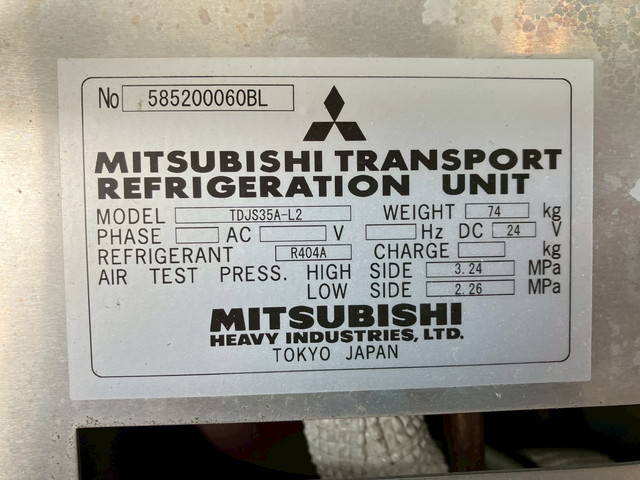 No 585200060BL
MITSUBISHI TRANSPORT
REFRIGERATION UNIT
MODEL TDJS35A-L2 WEIGHT 74 kg
PHASE AC V Hz DC 24 V
REFRIGERANT R404A CHARGE kg
AIR TEST PRESS. HIGH SIDE 3.24 MPa
LOW SIDE 2.26 MPa
MITSUBISHI
HEAVY INDUSTRIES, LTD.
TOKYO JAPAN